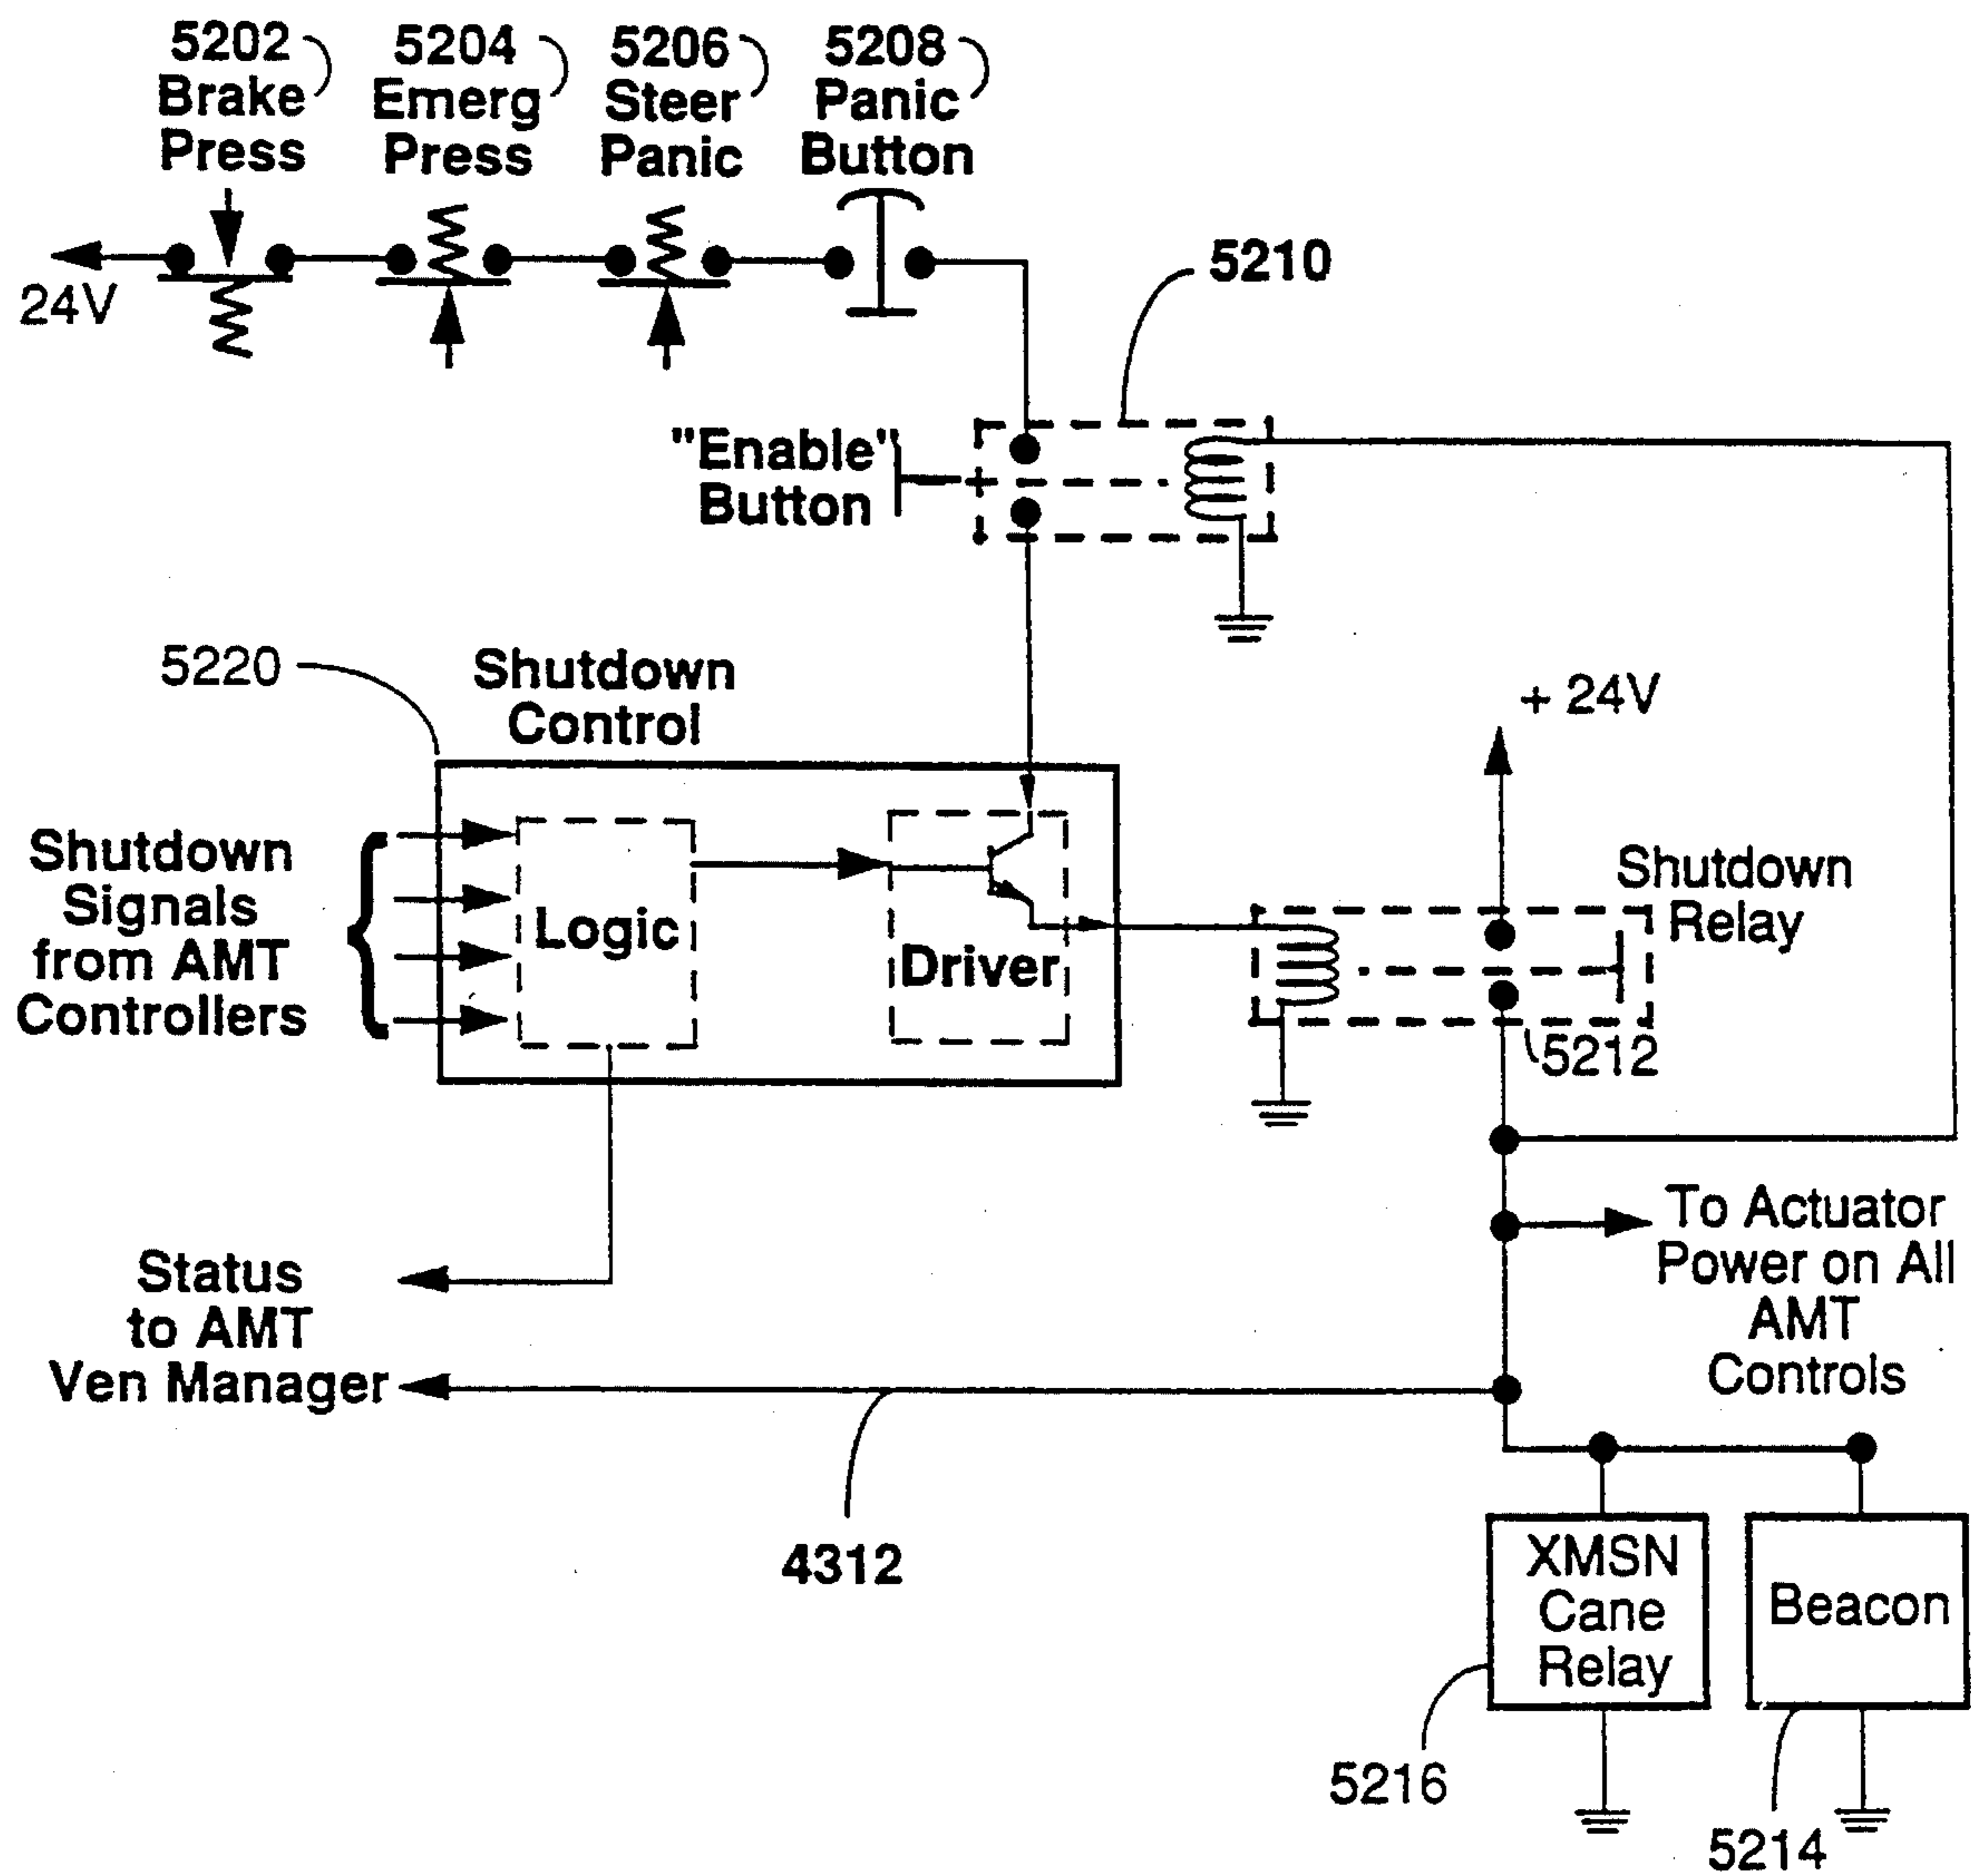 5202
Brake
Press
5204
Emerg
Press
5206
Steer
Panic
5208
Panic
Button
24V
5210
"Enable"
Button
5220
Shutdown
Control
+ 24V
Shutdown
Signals
from AMT
Controllers
Logic
Driver
Shutdown
Relay
5212
To Actuator
Power on All
AMT
Controls
Status
to AMT
Ven Manager
4312
XMSN
Cane
Relay
Beacon
5216
5214